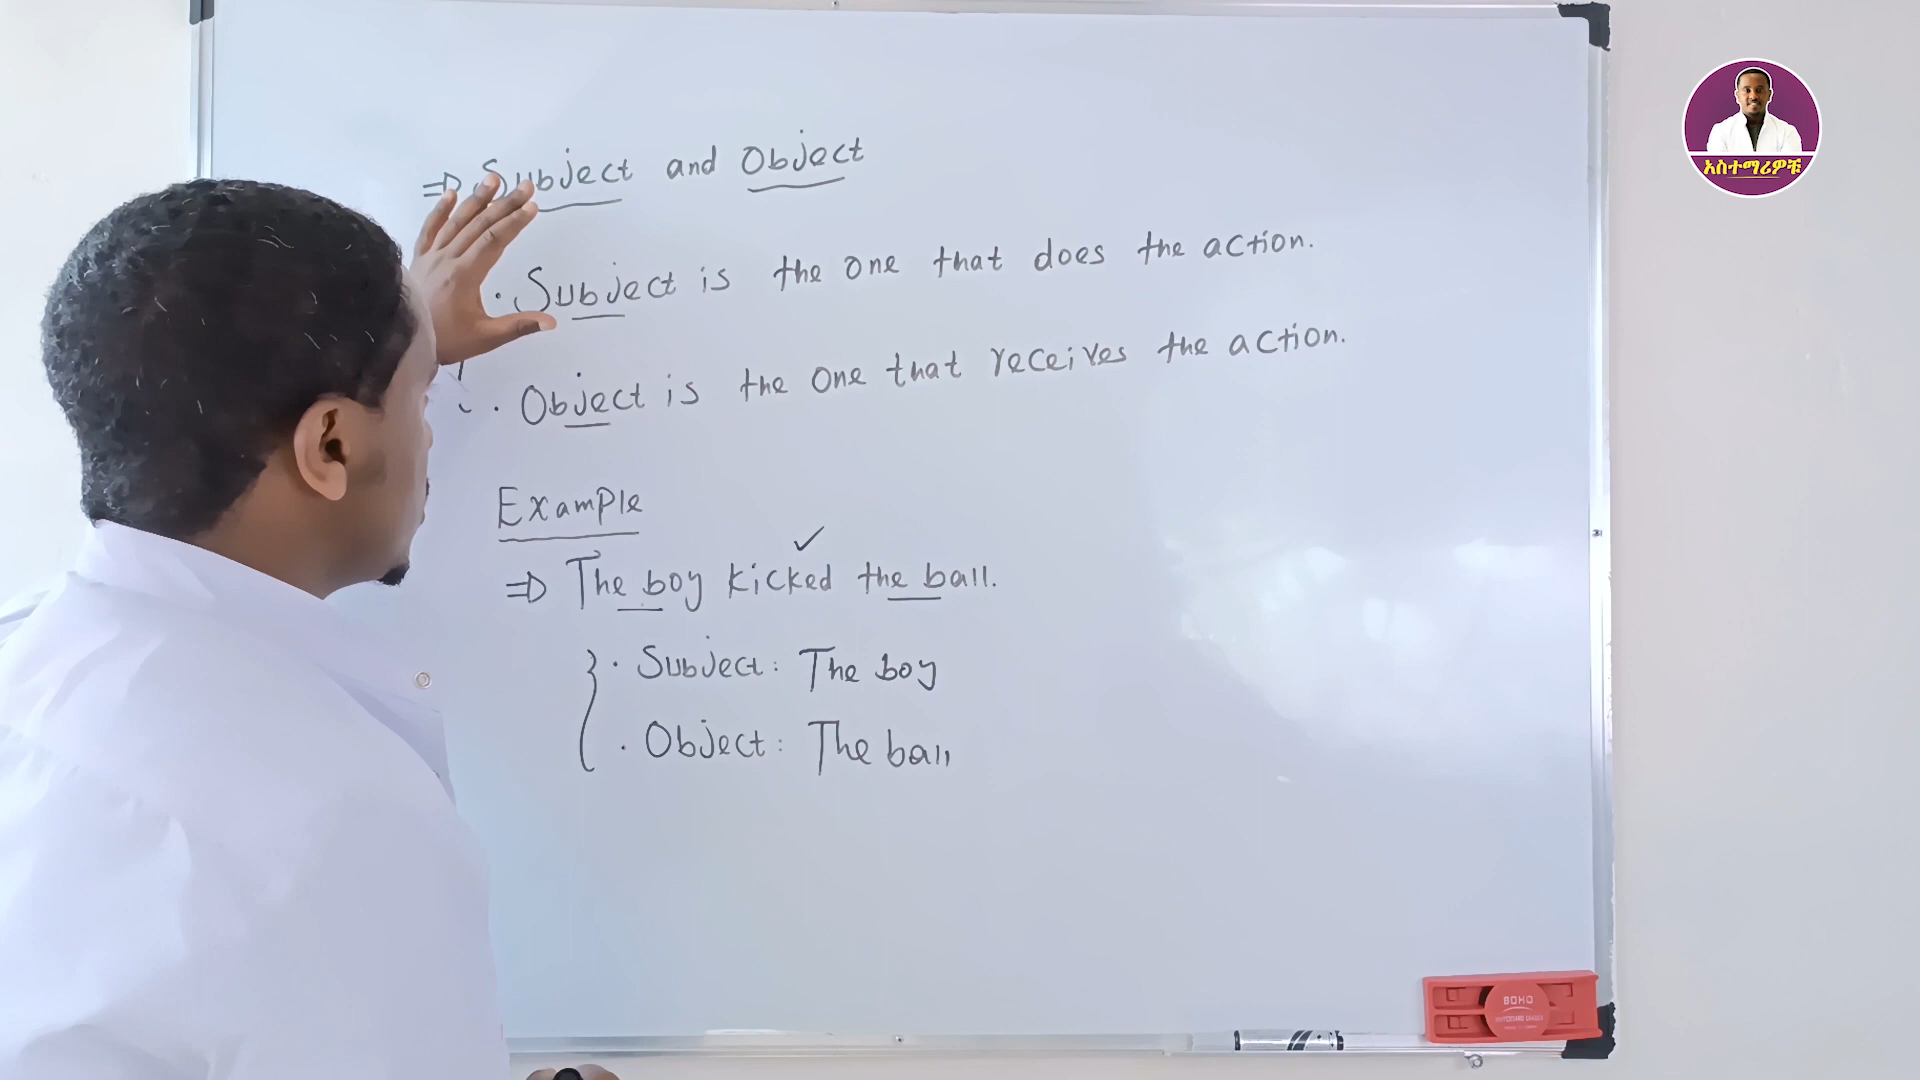 ⇒ Subject and Object
· Subject is the one that does the action.
· Object is the one that receives the action.
Example
⇒ The boy kicked the ball.
· Subject: The boy
· Object: The ball
አስተማሪዎቹ
BOHO